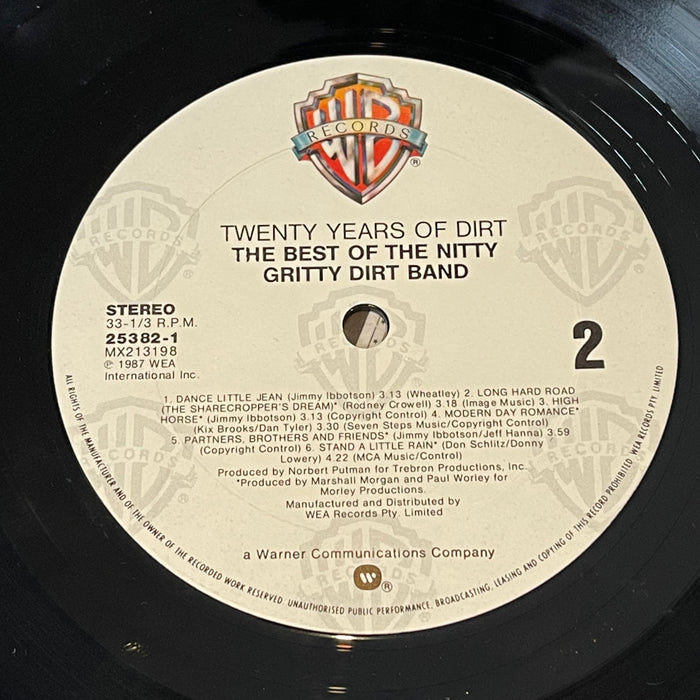 WB
RECORDS
®
TWENTY YEARS OF DIRT
THE BEST OF THE NITTY
GRITTY DIRT BAND
STEREO
33-1/3 R.P.M.
25382-1
MX213198
℗ 1987 WEA
International Inc.
2
1. DANCE LITTLE JEAN (Jimmy Ibbotson) 3.13 (Wheatley) 2. LONG HARD ROAD
(THE SHARECROPPER'S DREAM)* (Rodney Crowell) 3.18 (Image Music) 3. HIGH
HORSE* (Jimmy Ibbotson) 3.13 (Copyright Control) 4. MODERN DAY ROMANCE*
(Kix Brooks/Dan Tyler) 3.30 (Seven Steps Music/Copyright Control)
5. PARTNERS, BROTHERS AND FRIENDS* (Jimmy Ibbotson/Jeff Hanna) 3.59
(Copyright Control) 6. STAND A LITTLE RAIN* (Don Schlitz/Donny
Lowery) 4.22 (MCA Music/Control)
Produced by Norbert Putman for Trebron Productions, Inc.
*Produced by Marshall Morgan and Paul Worley for
Morley Productions.
Manufactured and Distributed by
WEA Records Pty. Limited
a Warner Communications Company
®
ALL RIGHTS OF THE MANUFACTURER AND OF THE OWNER OF THE RECORDED WORK RESERVED. UNAUTHORISED PUBLIC PERFORMANCE, BROADCASTING, LEASING AND COPYING OF THIS RECORD PROHIBITED. WEA RECORDS PTY. LIMITED